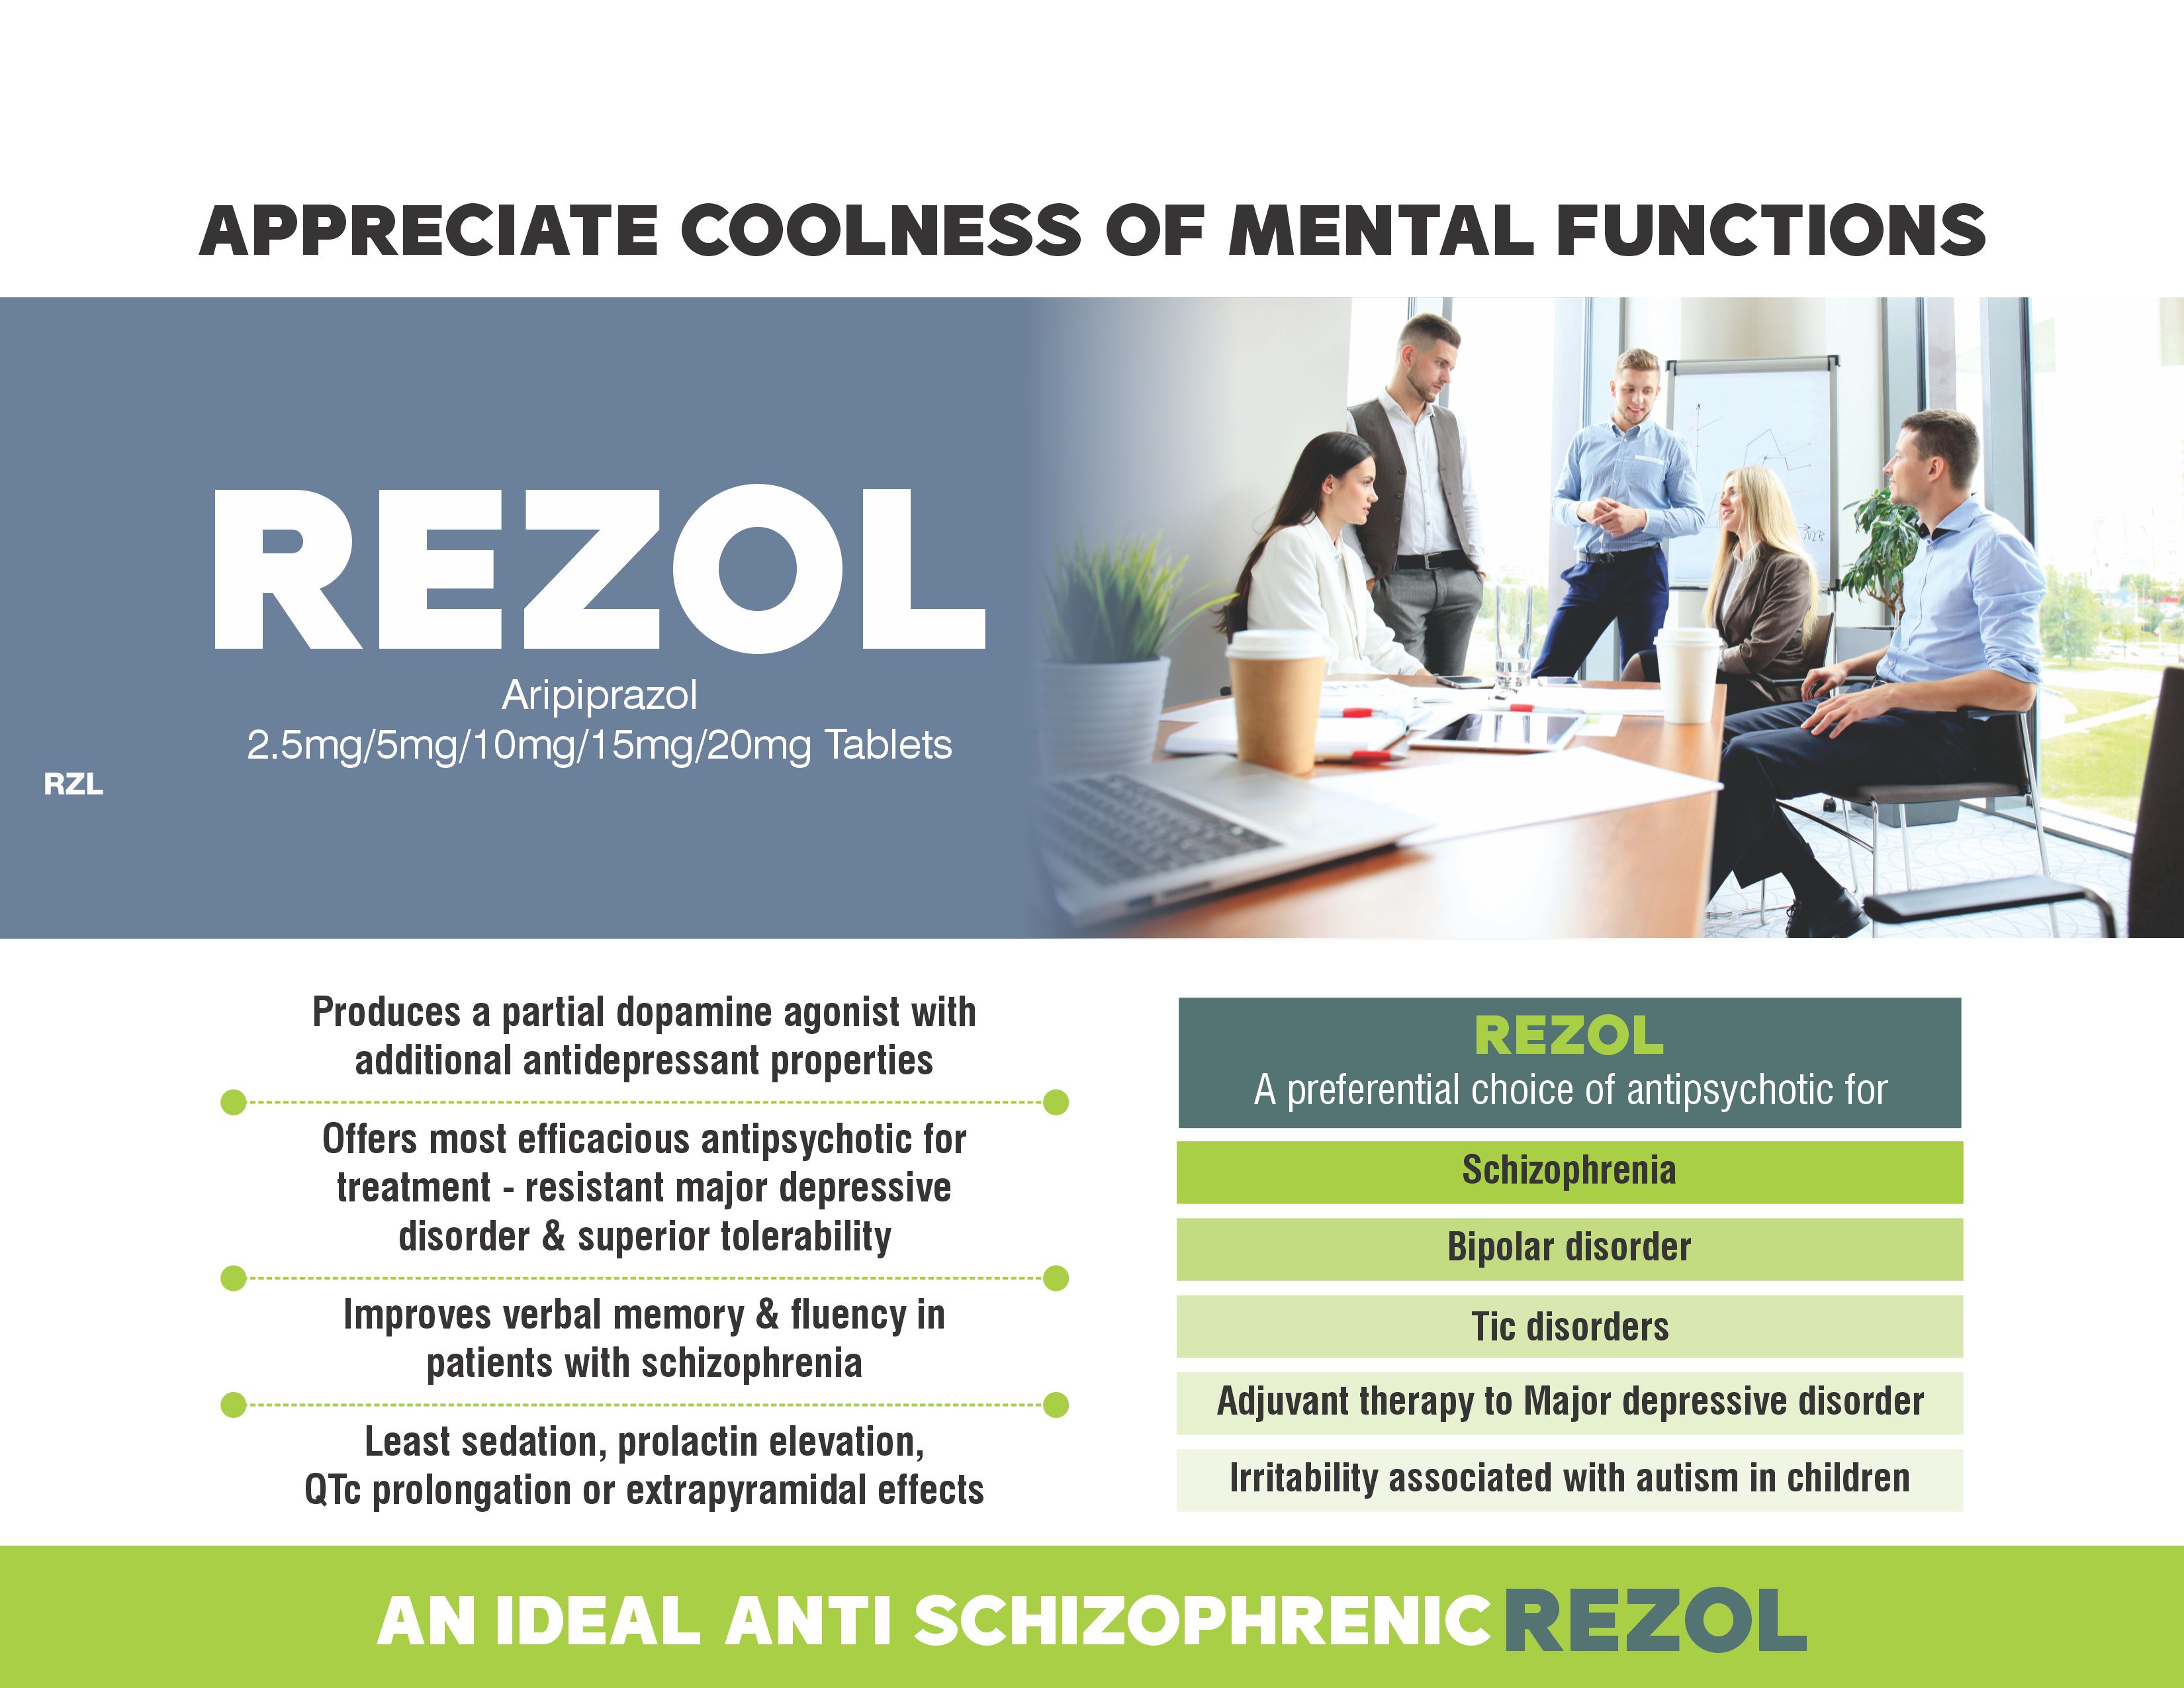 APPRECIATE COOLNESS OF MENTAL FUNCTIONS
REZOL
Aripiprazol
2.5mg/5mg/10mg/15mg/20mg Tablets
RZL
Produces a partial dopamine agonist with
additional antidepressant properties
Offers most efficacious antipsychotic for
treatment - resistant major depressive
disorder & superior tolerability
Improves verbal memory & fluency in
patients with schizophrenia
Least sedation, prolactin elevation,
QTc prolongation or extrapyramidal effects
REZOL
A preferential choice of antipsychotic for
Schizophrenia
Bipolar disorder
Tic disorders
Adjuvant therapy to Major depressive disorder
Irritability associated with autism in children
AN IDEAL ANTI SCHIZOPHRENIC REZOL